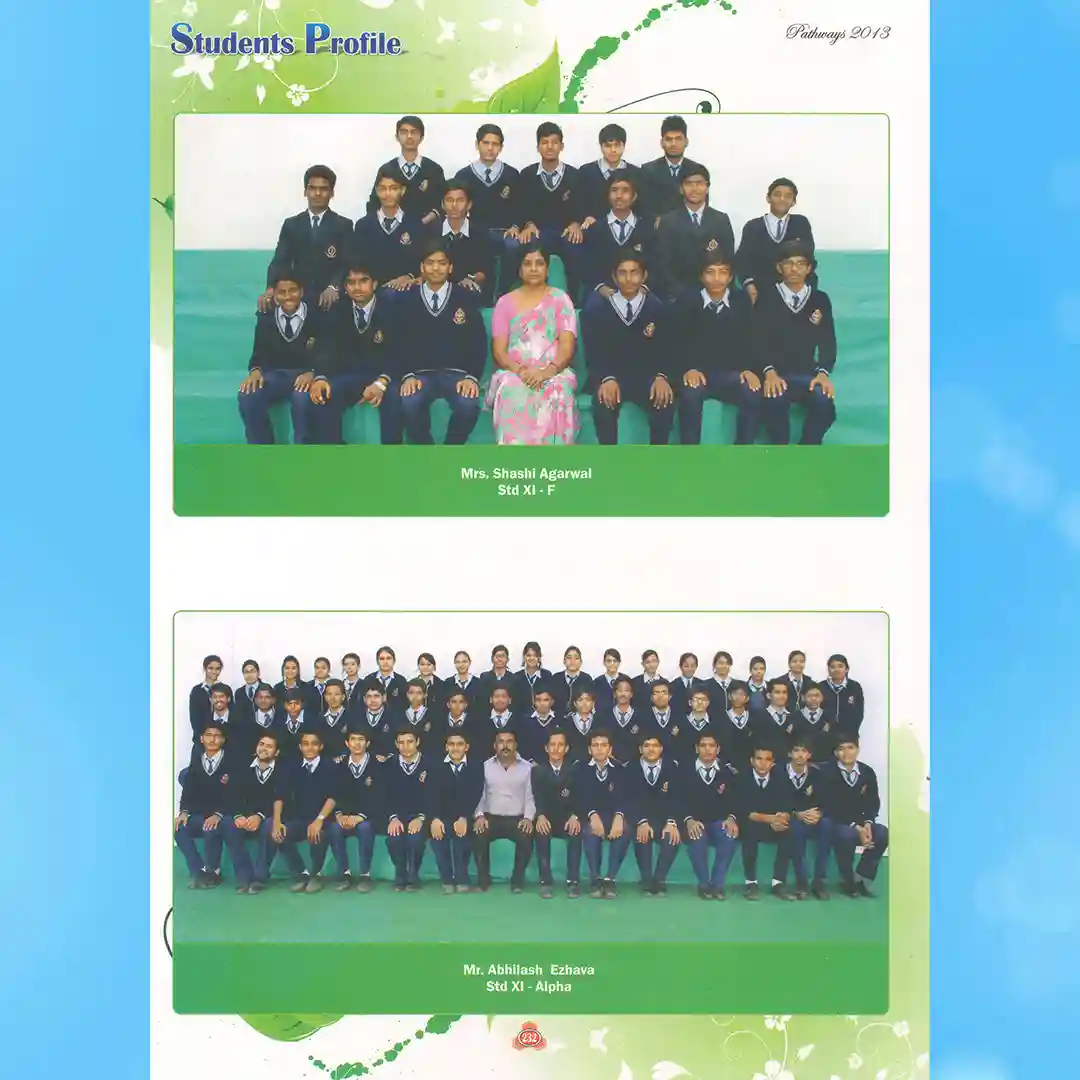 Students Profile
Pathways 2013
Mrs. Shashi Agarwal
Std XI - F
Mr. Abhilash Ezhava
Std XI - Alpha
232